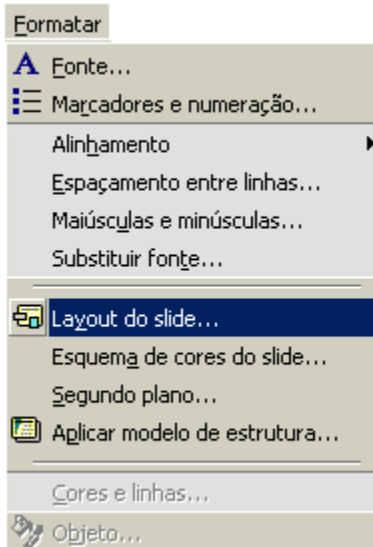 Formatar
Fonte...
Marcadores e numeração...
Alinhamento
Espaçamento entre linhas...
Maiúsculas e minúsculas...
Substituir fonte...
Layout do slide...
Esquema de cores do slide...
Segundo plano...
Aplicar modelo de estrutura...
Cores e linhas...
Objeto...